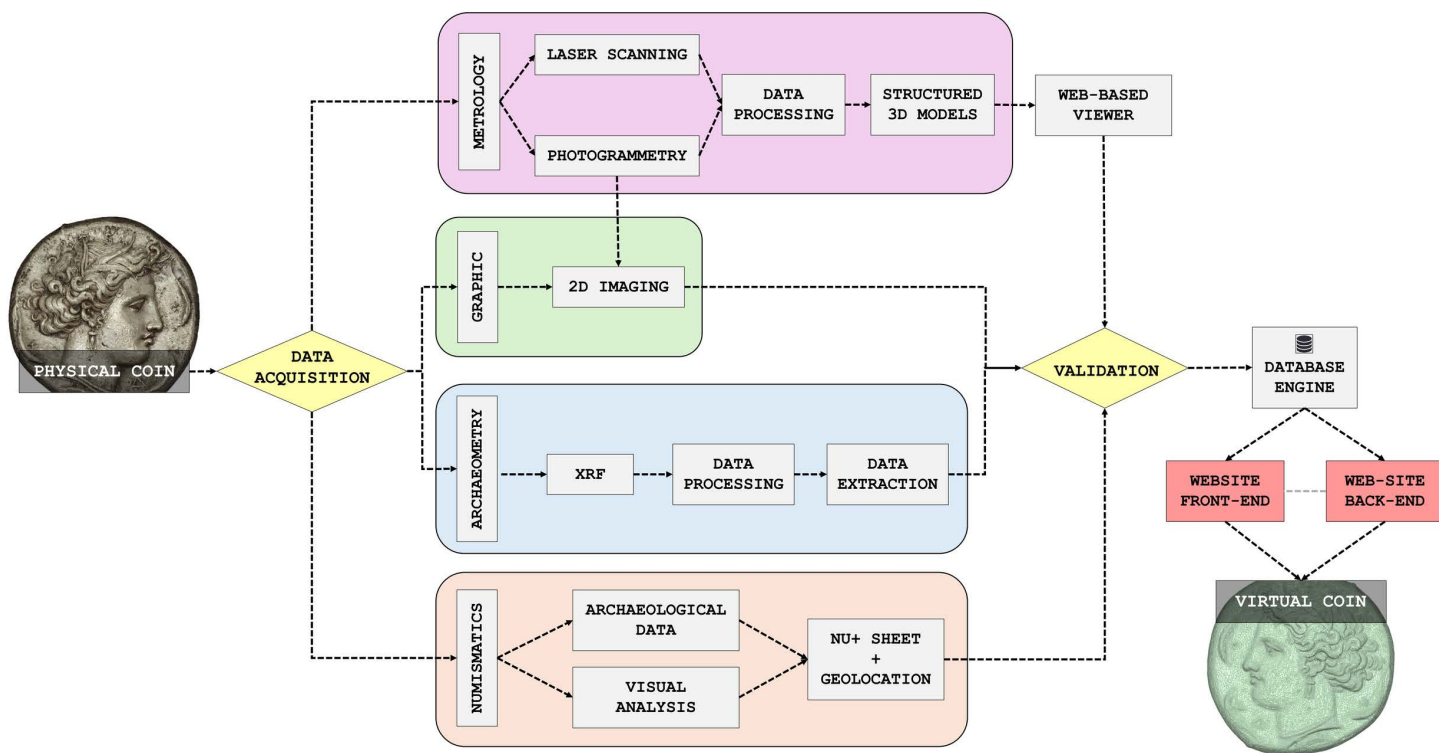 METROLOGY
LASER SCANNING
PHOTOGRAMMETRY
DATA
PROCESSING
STRUCTURED
3D MODELS
WEB-BASED
VIEWER
GRAPHIC
2D IMAGING
PHYSICAL COIN
DATA
ACQUISITION
VALIDATION
DATABASE
ENGINE
ARCHAEOMETRY
XRF
DATA
PROCESSING
DATA
EXTRACTION
WEBSITE
FRONT-END
WEB-SITE
BACK-END
NUMISMATICS
ARCHAEOLOGICAL
DATA
VISUAL
ANALYSIS
NU+ SHEET
+
GEOLOCATION
VIRTUAL COIN